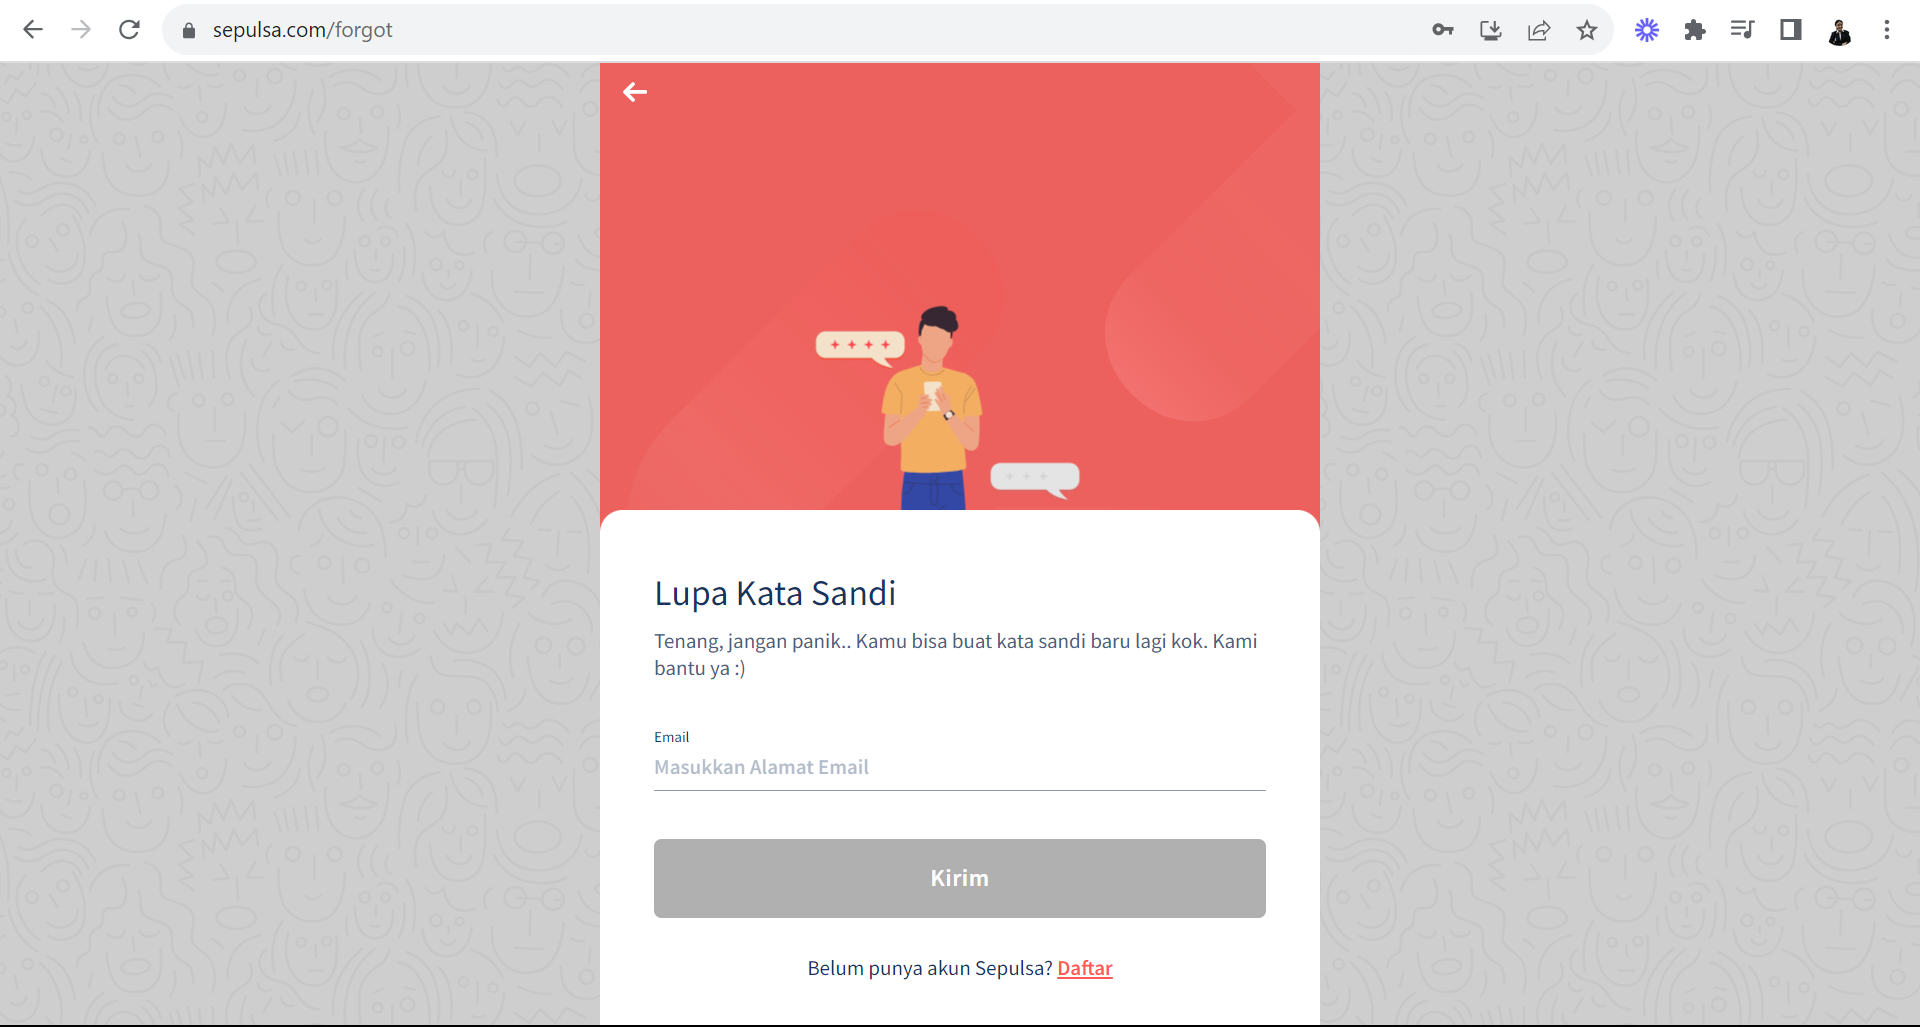 sepulsa.com/forgot
Lupa Kata Sandi
Tenang, jangan panik.. Kamu bisa buat kata sandi baru lagi kok. Kami
bantu ya :)
Email
Masukkan Alamat Email
Kirim
Belum punya akun Sepulsa? Daftar